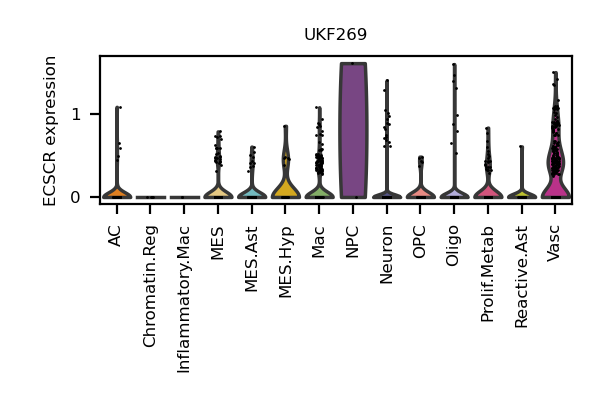 UKF269
ECSCR expression
1
0
AC
Chromatin.Reg
Inflammatory.Mac
MES
MES.Ast
MES.Hyp
Mac
NPC
Neuron
OPC
Oligo
Prolif.Metab
Reactive.Ast
Vasc